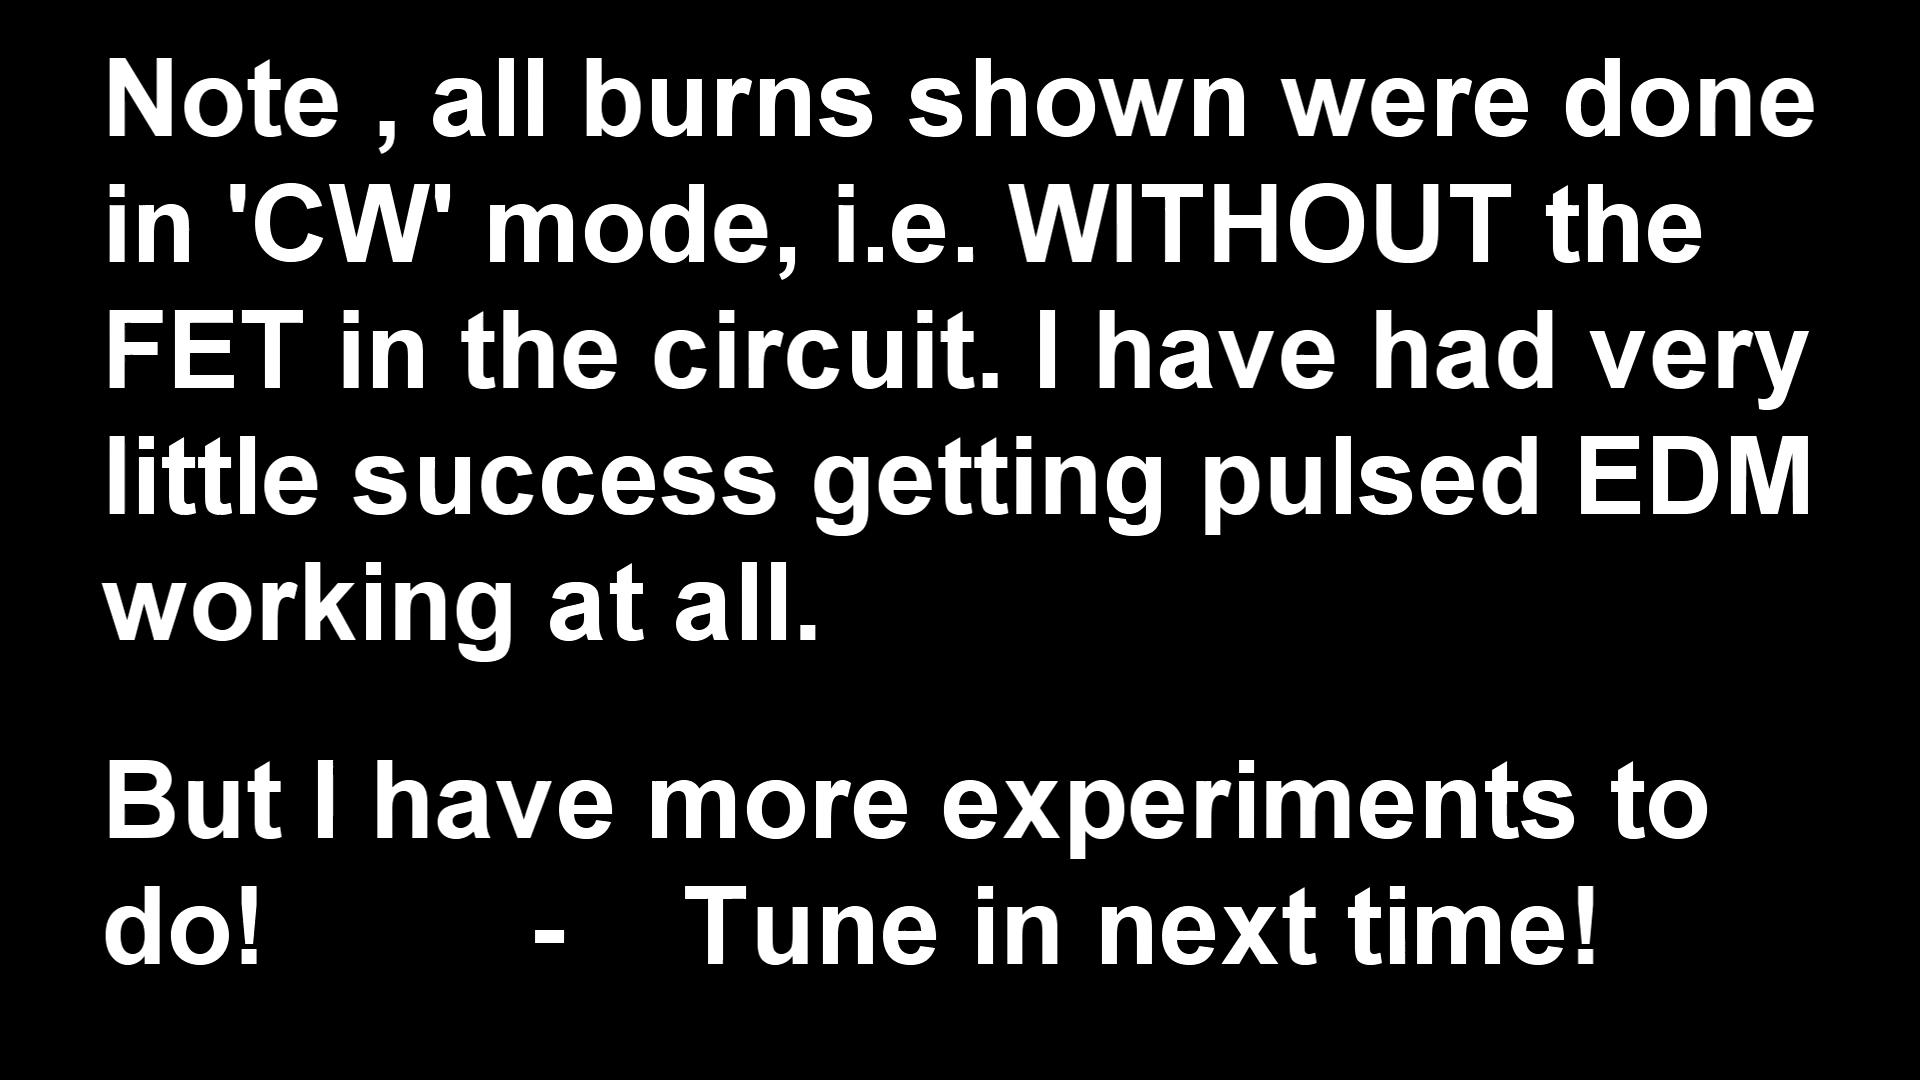 Note , all burns shown were done
in 'CW' mode, i.e. WITHOUT the
FET in the circuit. I have had very
little success getting pulsed EDM
working at all.
But I have more experiments to
do! - Tune in next time!